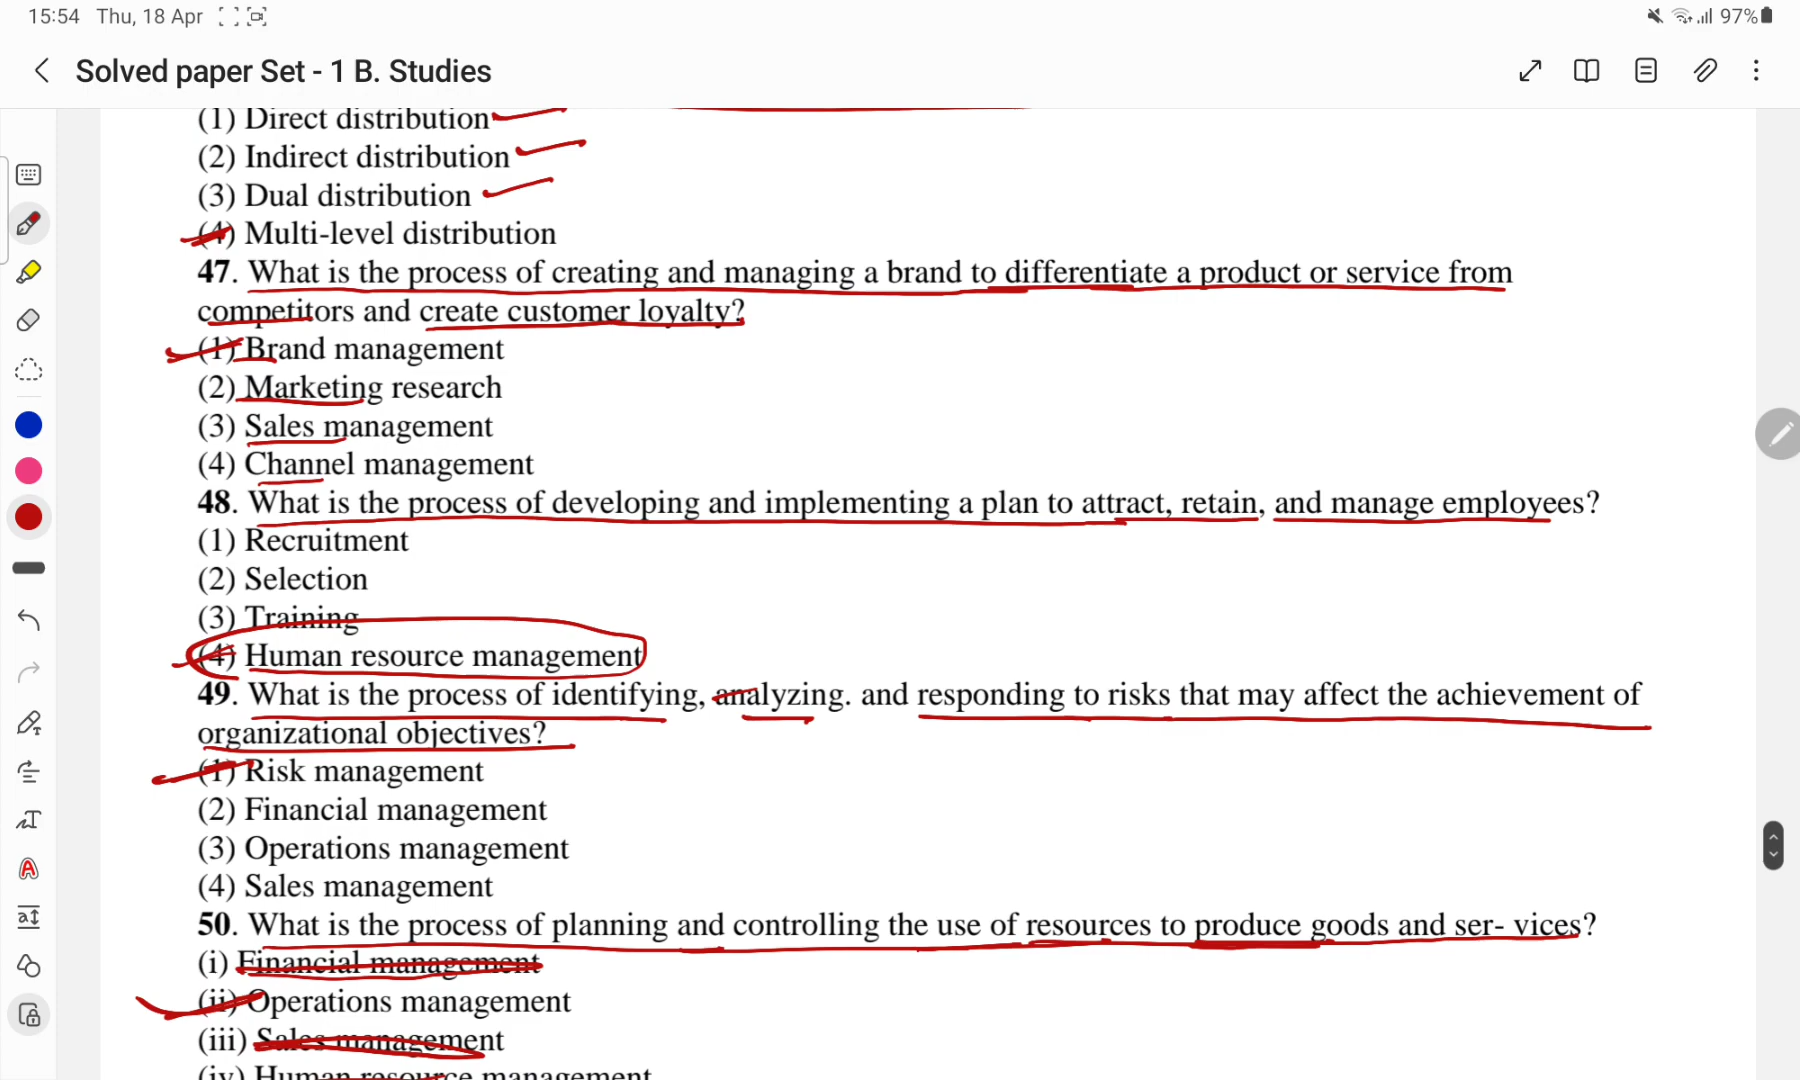 15:54 Thu, 18 Apr
97%
Solved paper Set - 1 B. Studies
(1) Direct distribution
(2) Indirect distribution
(3) Dual distribution
(4) Multi-level distribution
47. What is the process of creating and managing a brand to differentiate a product or service from
competitors and create customer loyalty?
(1) Brand management
(2) Marketing research
(3) Sales management
(4) Channel management
48. What is the process of developing and implementing a plan to attract, retain, and manage employees?
(1) Recruitment
(2) Selection
(3) Training
(4) Human resource management
49. What is the process of identifying, analyzing. and responding to risks that may affect the achievement of
organizational objectives?
(1) Risk management
(2) Financial management
(3) Operations management
(4) Sales management
50. What is the process of planning and controlling the use of resources to produce goods and ser- vices?
(i) Financial management
(ii) Operations management
(iii) Sales management
(iv) Human resource management